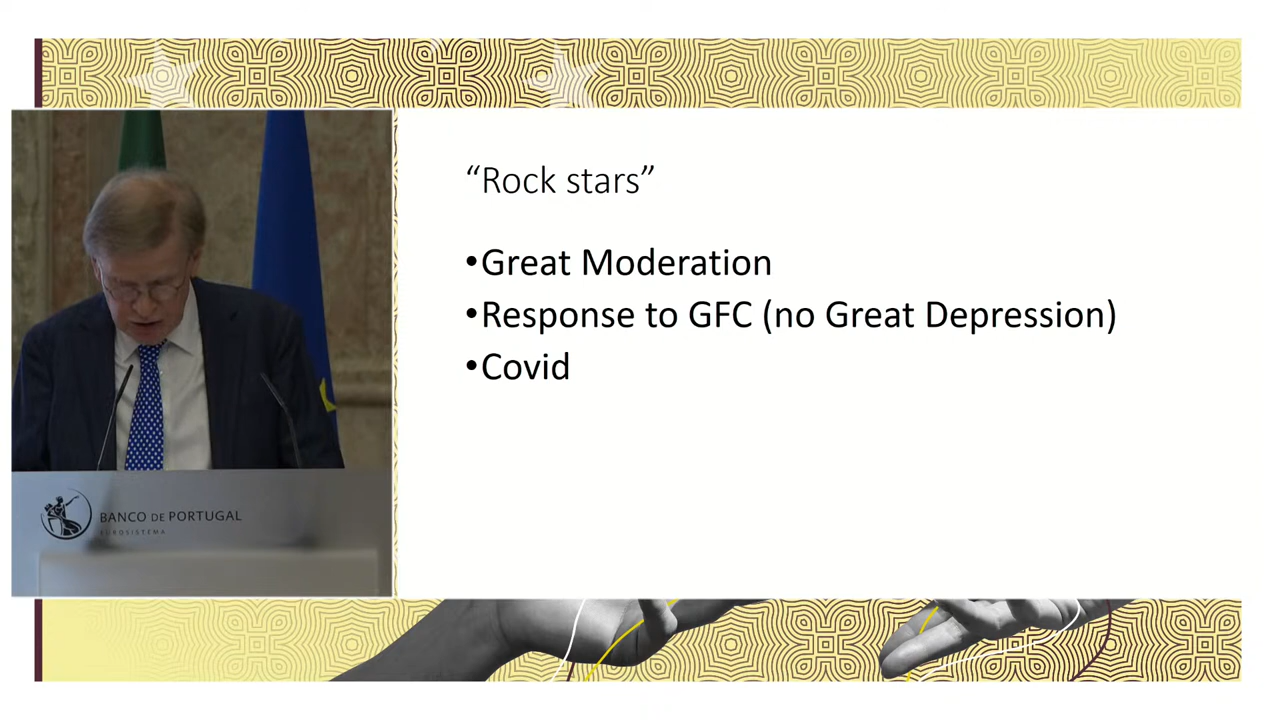 “Rock stars”
•Great Moderation
•Response to GFC (no Great Depression)
•Covid
BANCO DE PORTUGAL
EUROSISTEMA